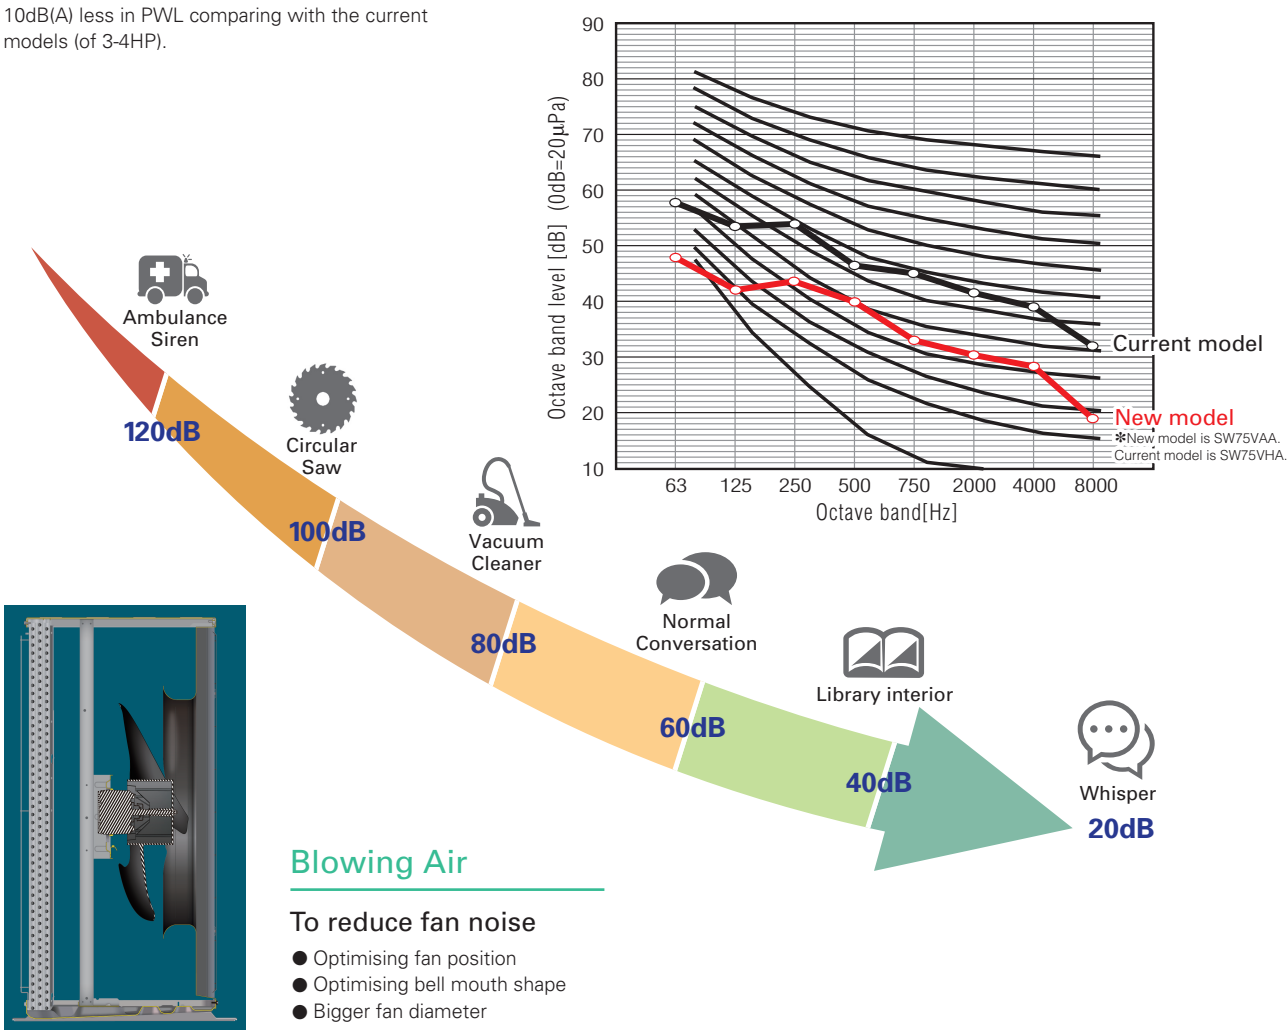 10dB(A) less in PWL comparing with the current
models (of 3-4HP).
Octave band level [dB] (0dB=20μPa)
90
80
70
60
50
40
30
20
10
63 125 250 500 750 2000 4000 8000
Octave band[Hz]
Current model
New model
✻New model is SW75VAA.
Current model is SW75VHA.
Ambulance
Siren
120dB
Circular
Saw
100dB
Vacuum
Cleaner
80dB
Normal
Conversation
60dB
Library interior
40dB
Whisper
20dB
Blowing Air
To reduce fan noise
● Optimising fan position
● Optimising bell mouth shape
● Bigger fan diameter